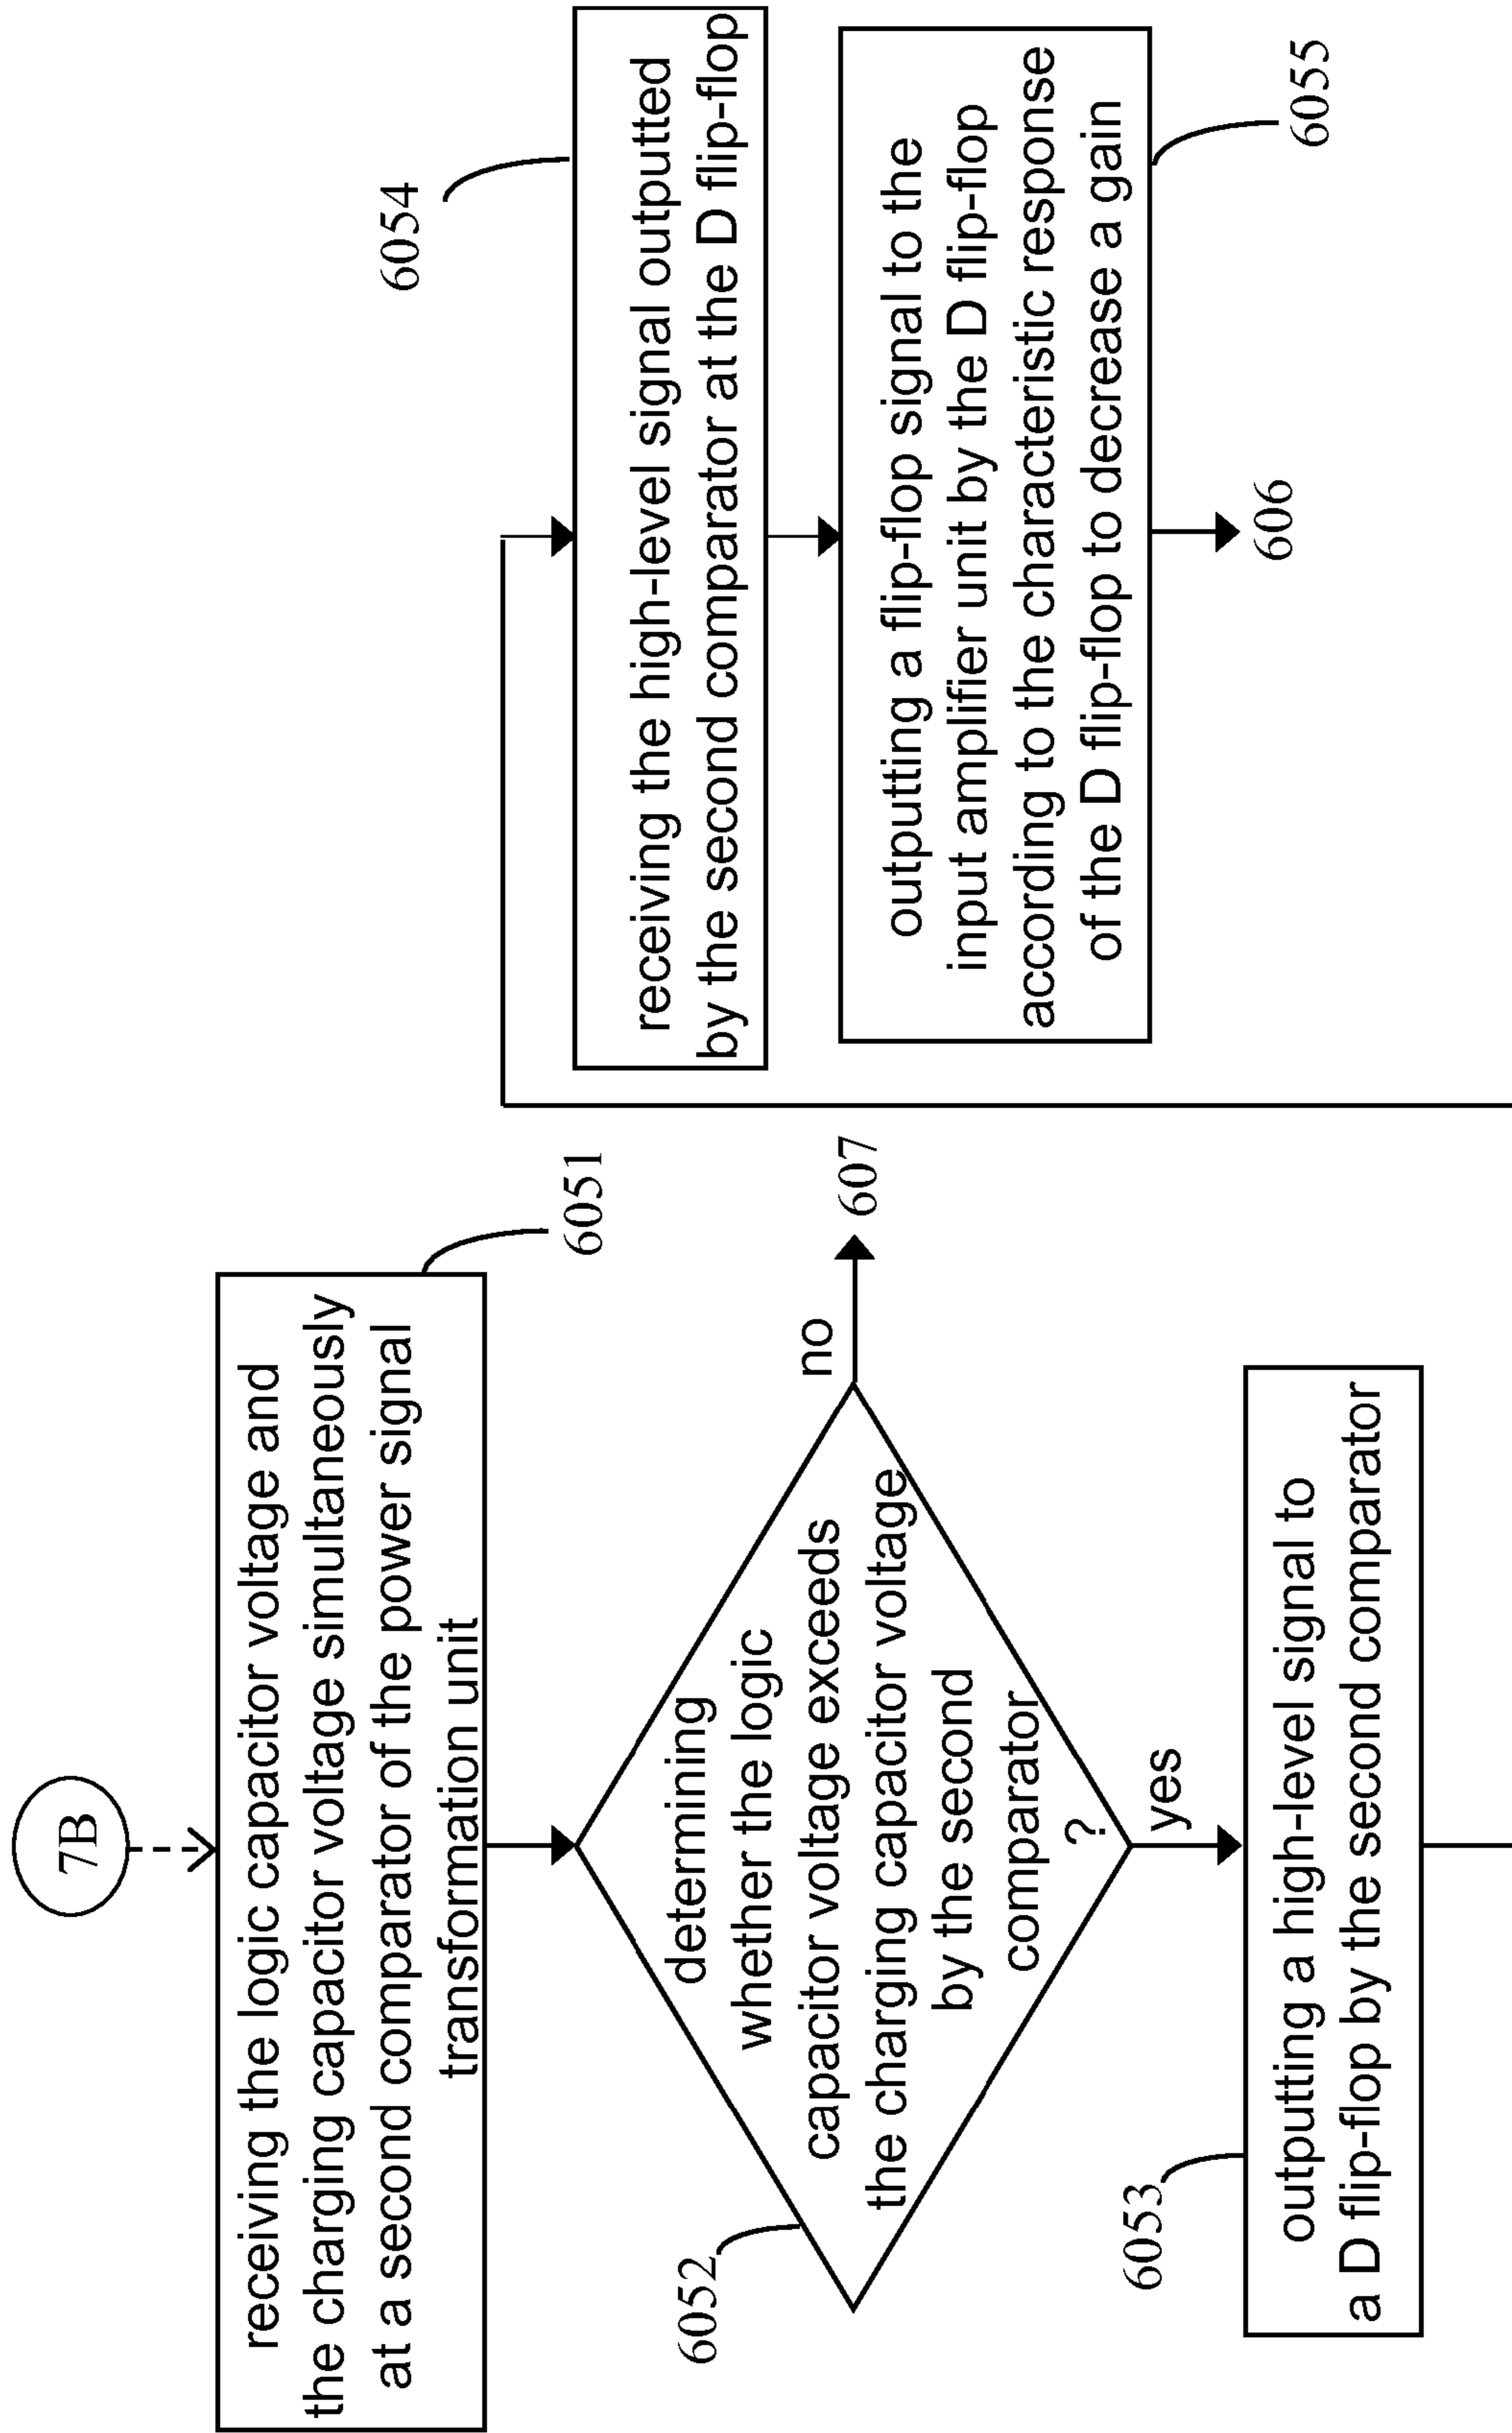 7B
receiving the logic capacitor voltage and
the charging capacitor voltage simultaneously
at a second comparator of the power signal
transformation unit
6051
determining
whether the logic
capacitor voltage exceeds
the charging capacitor voltage
by the second
comparator
?
6052
no
607
yes
outputting a high-level signal to
a D flip-flop by the second comparator
6053
receiving the high-level signal outputted
by the second comparator at the D flip-flop
6054
outputting a flip-flop signal to the
input amplifier unit by the D flip-flop
according to the characteristic response
of the D flip-flop to decrease a gain
6055
606